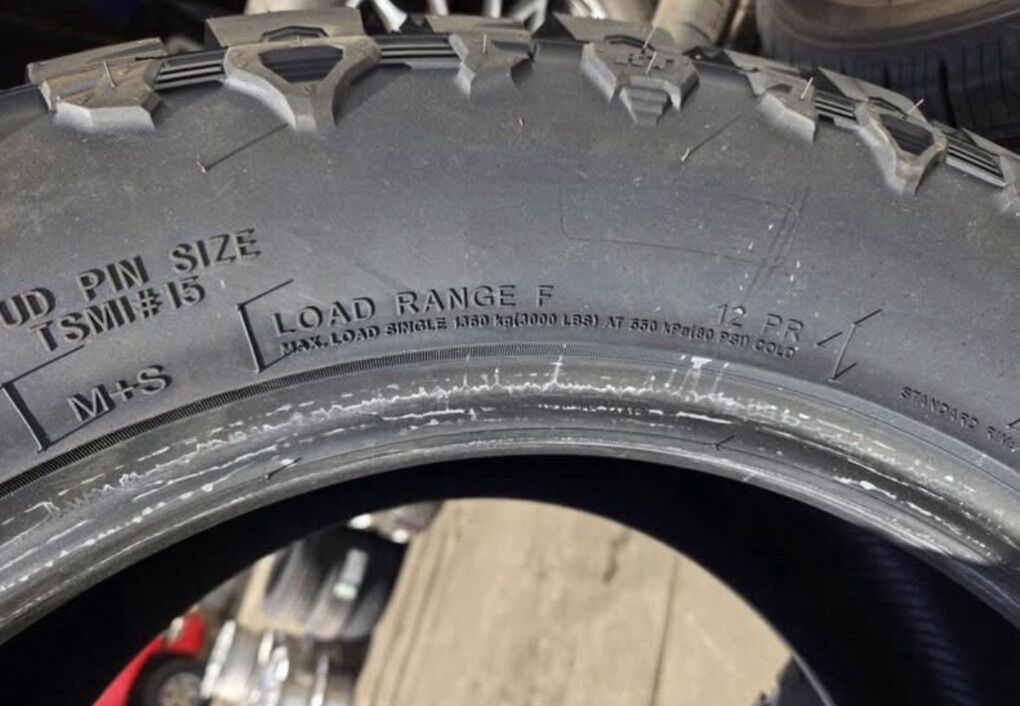 UD PIN SIZE
TSMI#15
M+S
LOAD RANGE F 12 PR
MAX. LOAD SINGLE 1360 kg(3000 LBS) AT 550 kPa(80 PSI) COLD
STANDARD RIM